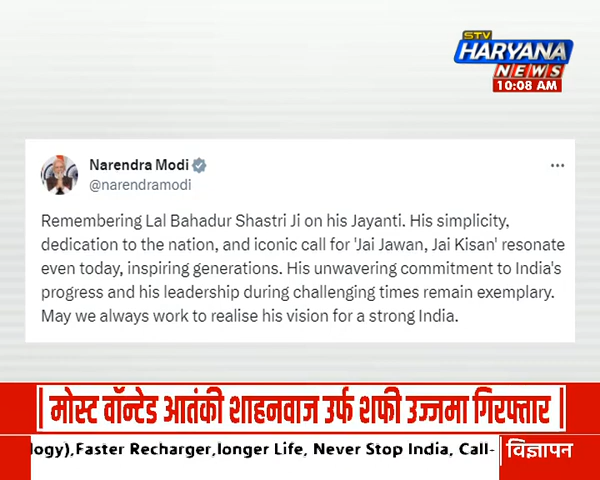 STV
HARYANA
NEWS
10:08 AM
Narendra Modi
@narendramodi
Remembering Lal Bahadur Shastri Ji on his Jayanti. His simplicity,
dedication to the nation, and iconic call for 'Jai Jawan, Jai Kisan' resonate
even today, inspiring generations. His unwavering commitment to India's
progress and his leadership during challenging times remain exemplary.
May we always work to realise his vision for a strong India.
मोस्ट वॉन्टेड आतंकी शाहनवाज उर्फ शफी उज्जमा गिरफ्तार
logy),Faster Recharger,longer Life, Never Stop India, Call-
विज्ञापन